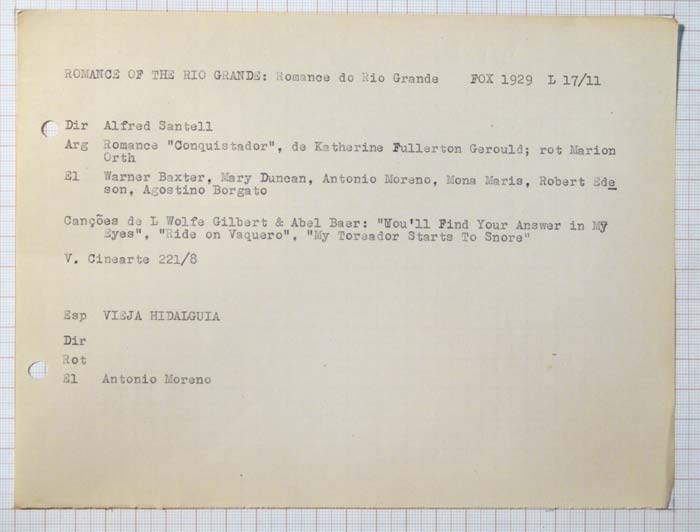 ROMANCE OF THE RIO GRANDE: Romance do Rio Grande FOX 1929 L 17/11
Dir Alfred Santell
Arg Romance "Conquistador", de Katherine Fullerton Gerould; rot Marion
Orth
El Warner Baxter, Mary Duncan, Antonio Moreno, Mona Maris, Robert Ede
son, Agostino Borgato
Canções de L Wolfe Gilbert & Abel Baer: "You'll Find Your Answer in My
Eyes", "Ride on Vaquero", "My Toreador Starts To Snore"
V. Cinearte 221/8
Esp VIEJA HIDALGUIA
Dir
Rot
El Antonio Moreno